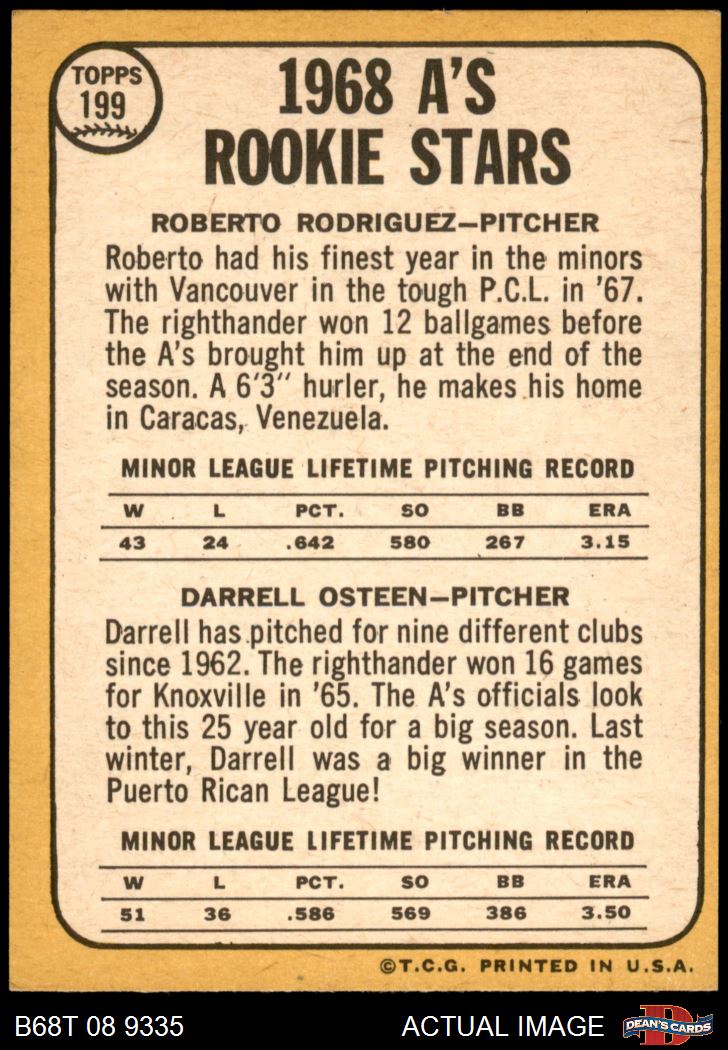 TOPPS
199
1968 A'S
ROOKIE STARS
ROBERTO RODRIGUEZ—PITCHER
Roberto had his finest year in the minors
with Vancouver in the tough P.C.L. in '67.
The righthander won 12 ballgames before
the A's brought him up at the end of the
season. A 6'3" hurler, he makes his home
in Caracas, Venezuela.
MINOR LEAGUE LIFETIME PITCHING RECORD
W L PCT. SO BB ERA
43 24 .642 580 267 3.15
DARRELL OSTEEN—PITCHER
Darrell has pitched for nine different clubs
since 1962. The righthander won 16 games
for Knoxville in '65. The A's officials look
to this 25 year old for a big season. Last
winter, Darrell was a big winner in the
Puerto Rican League!
MINOR LEAGUE LIFETIME PITCHING RECORD
W L PCT. SO BB ERA
51 36 .586 569 386 3.50
©T.C.G. PRINTED IN U.S.A.
B68T 08 9335 ACTUAL IMAGE D DEAN'S CARDS